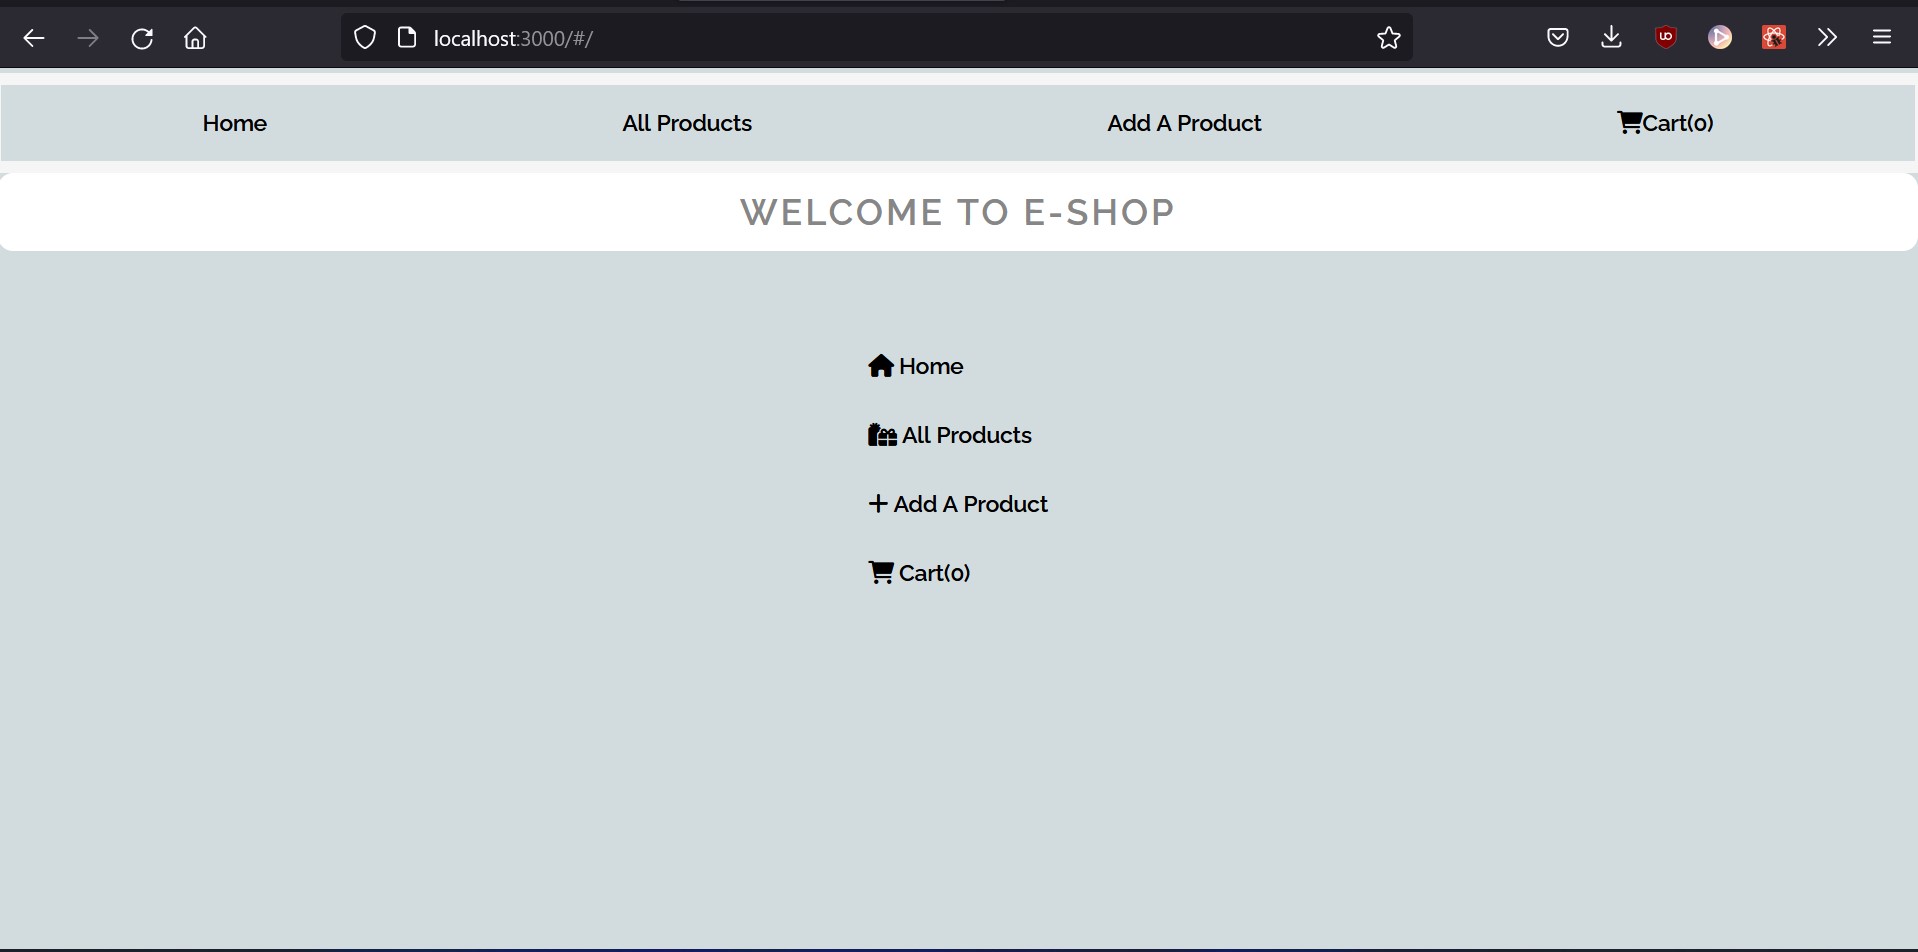 localhost:3000/#/
Home All Products Add A Product Cart(0)
WELCOME TO E-SHOP
Home
All Products
Add A Product
Cart(0)